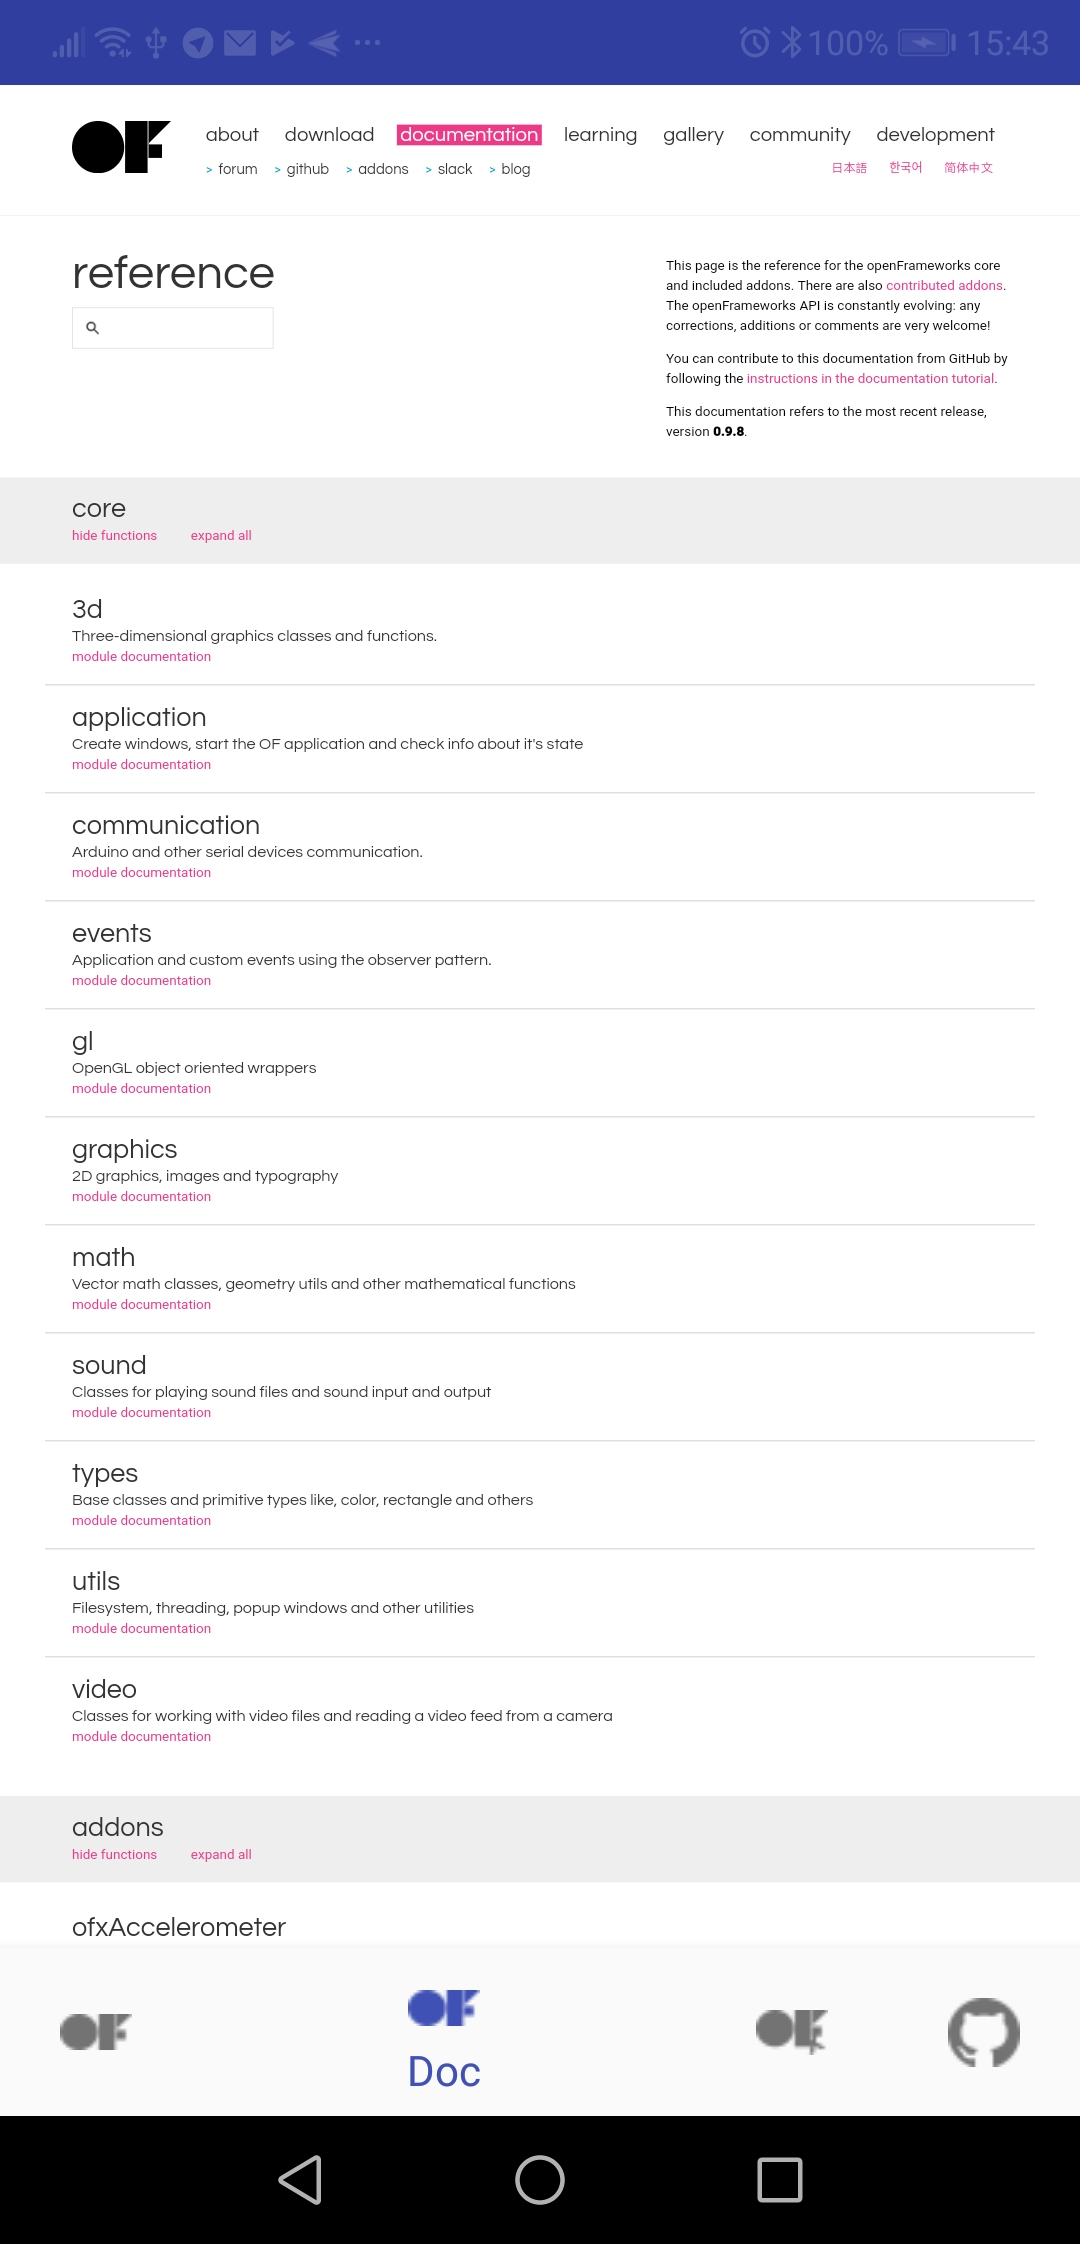 100% 15:43
OF
about download documentation learning gallery community development
> forum > github > addons > slack > blog 日本語 한국어 简体中文
reference
This page is the reference for the openFrameworks core
and included addons. There are also contributed addons.
The openFrameworks API is constantly evolving: any
corrections, additions or comments are very welcome!
You can contribute to this documentation from GitHub by
following the instructions in the documentation tutorial.
This documentation refers to the most recent release,
version 0.9.8.
core
hide functions expand all
3d
Three-dimensional graphics classes and functions.
module documentation
application
Create windows, start the OF application and check info about it's state
module documentation
communication
Arduino and other serial devices communication.
module documentation
events
Application and custom events using the observer pattern.
module documentation
gl
OpenGL object oriented wrappers
module documentation
graphics
2D graphics, images and typography
module documentation
math
Vector math classes, geometry utils and other mathematical functions
module documentation
sound
Classes for playing sound files and sound input and output
module documentation
types
Base classes and primitive types like, color, rectangle and others
module documentation
utils
Filesystem, threading, popup windows and other utilities
module documentation
video
Classes for working with video files and reading a video feed from a camera
module documentation
addons
hide functions expand all
ofxAccelerometer
OF OF OF
Doc